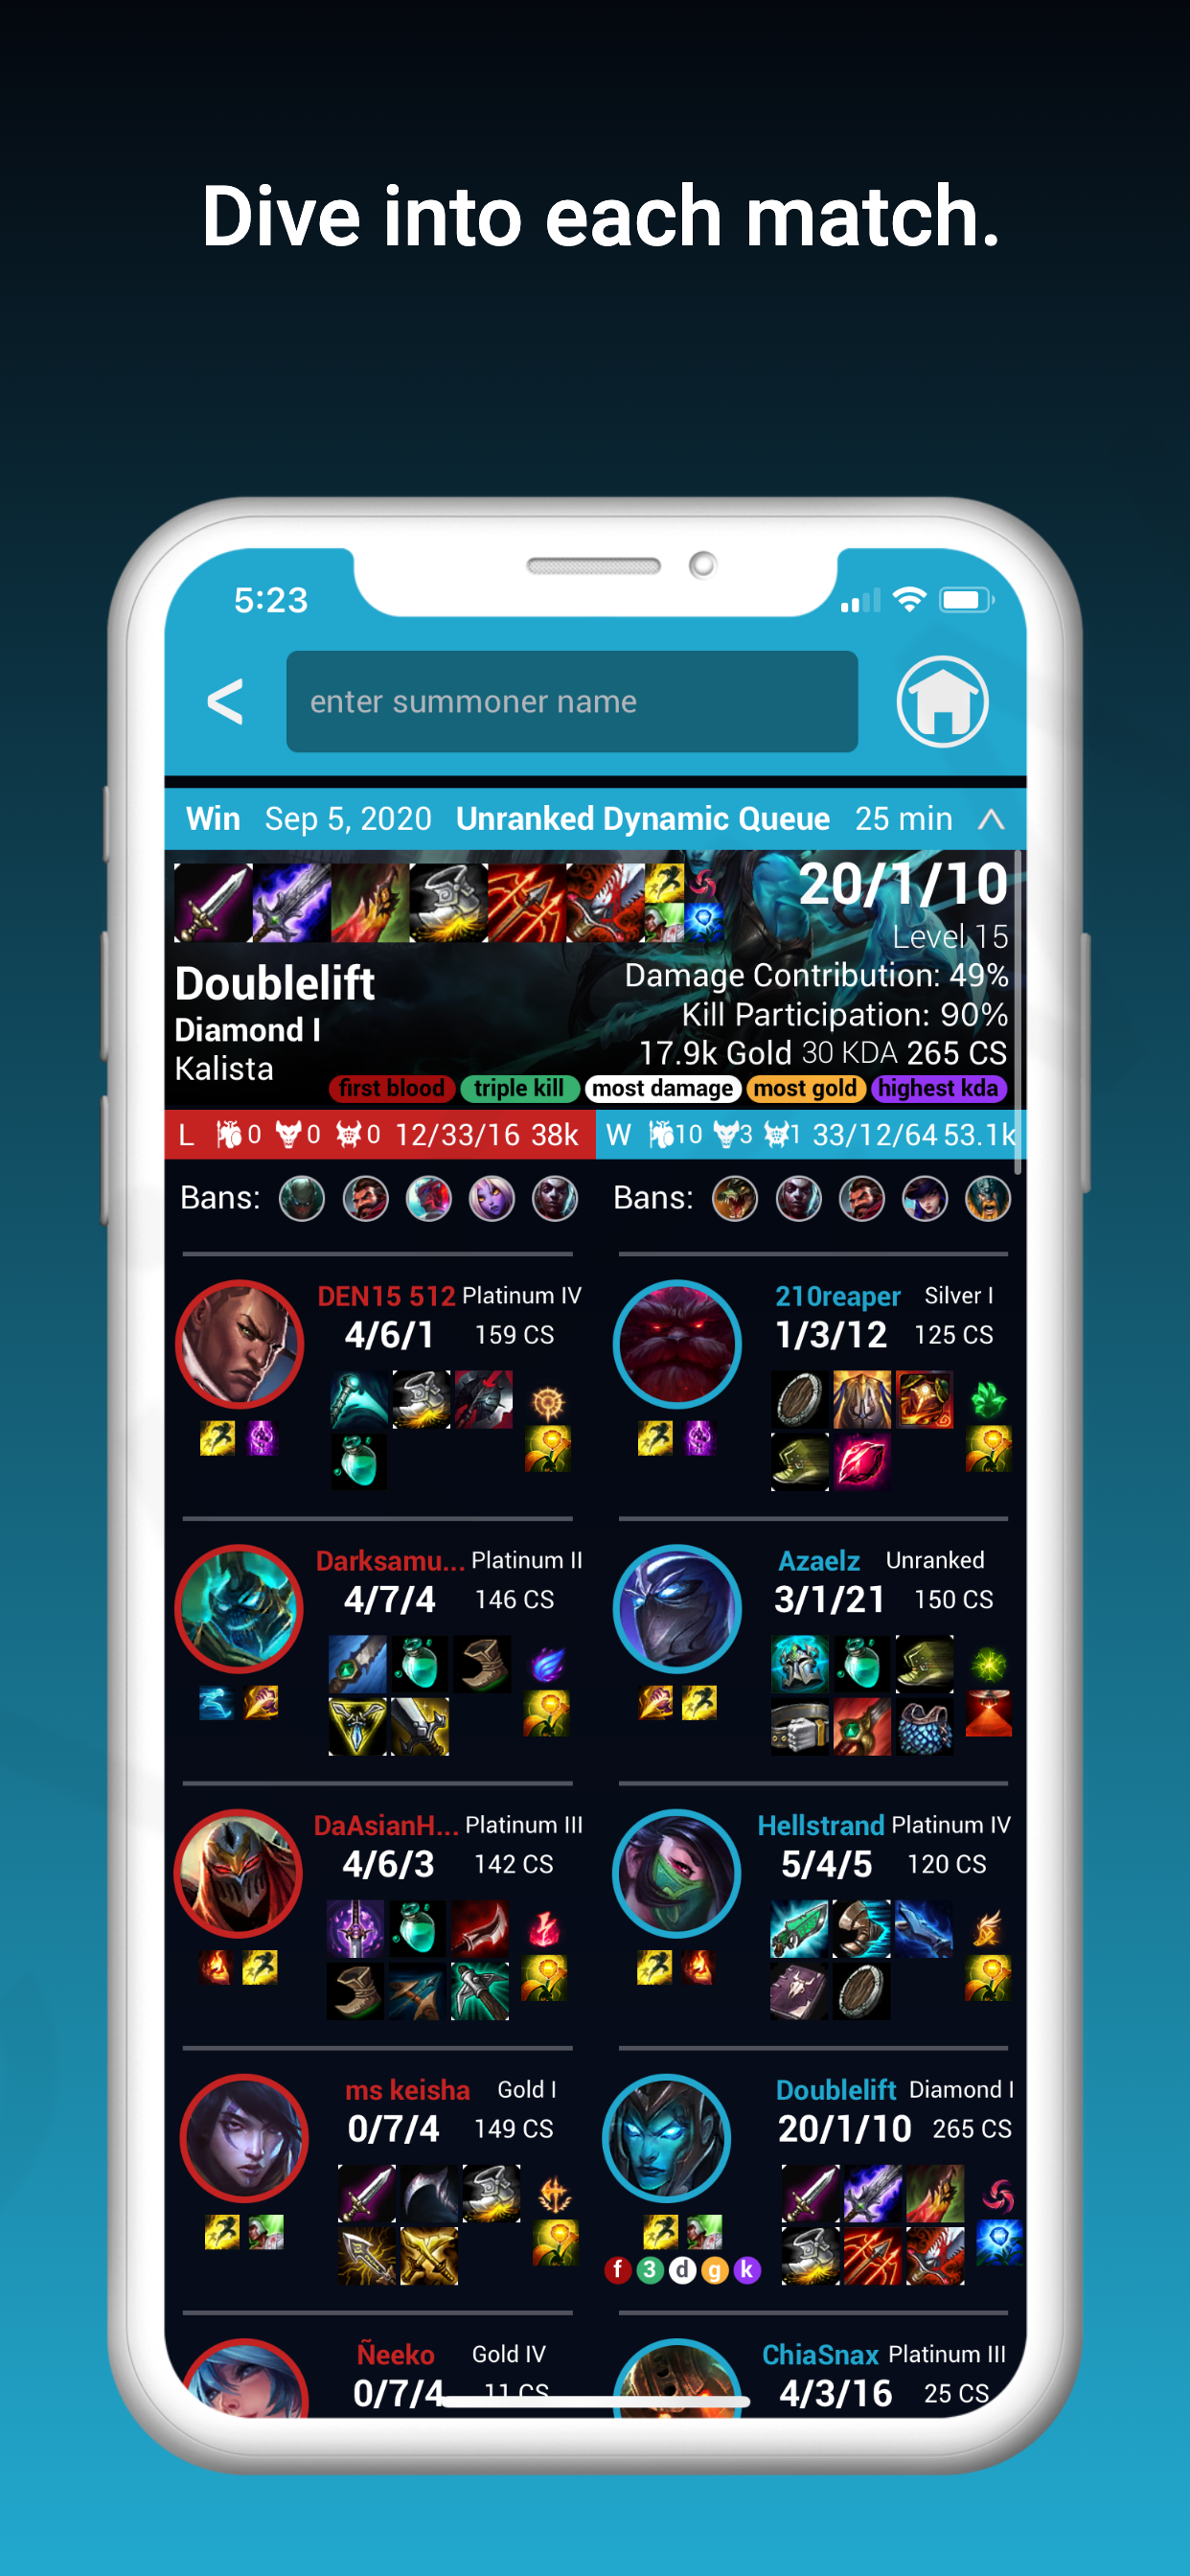 Dive into each match.
5:23
<
enter summoner name
Win Sep 5, 2020 Unranked Dynamic Queue 25 min
20/1/10
Level 15
Doublelift
Damage Contribution: 49%
Diamond I
Kill Participation: 90%
Kalista
17.9k Gold 30 KDA 265 CS
first blood triple kill most damage most gold highest kda
L 0 0 0 12/33/16 38k
W 10 3 1 33/12/64 53.1k
Bans:
Bans:
DEN15 512 Platinum IV
4/6/1 159 CS
210reaper Silver I
1/3/12 125 CS
Darksamu... Platinum II
4/7/4 146 CS
Azaelz Unranked
3/1/21 150 CS
DaAsianH... Platinum III
4/6/3 142 CS
Hellstrand Platinum IV
5/4/5 120 CS
ms keisha Gold I
0/7/4 149 CS
Doublelift Diamond I
20/1/10 265 CS
f 3 d g k
Ñeeko Gold IV
0/7/4 11 CS
ChiaSnax Platinum III
4/3/16 25 CS